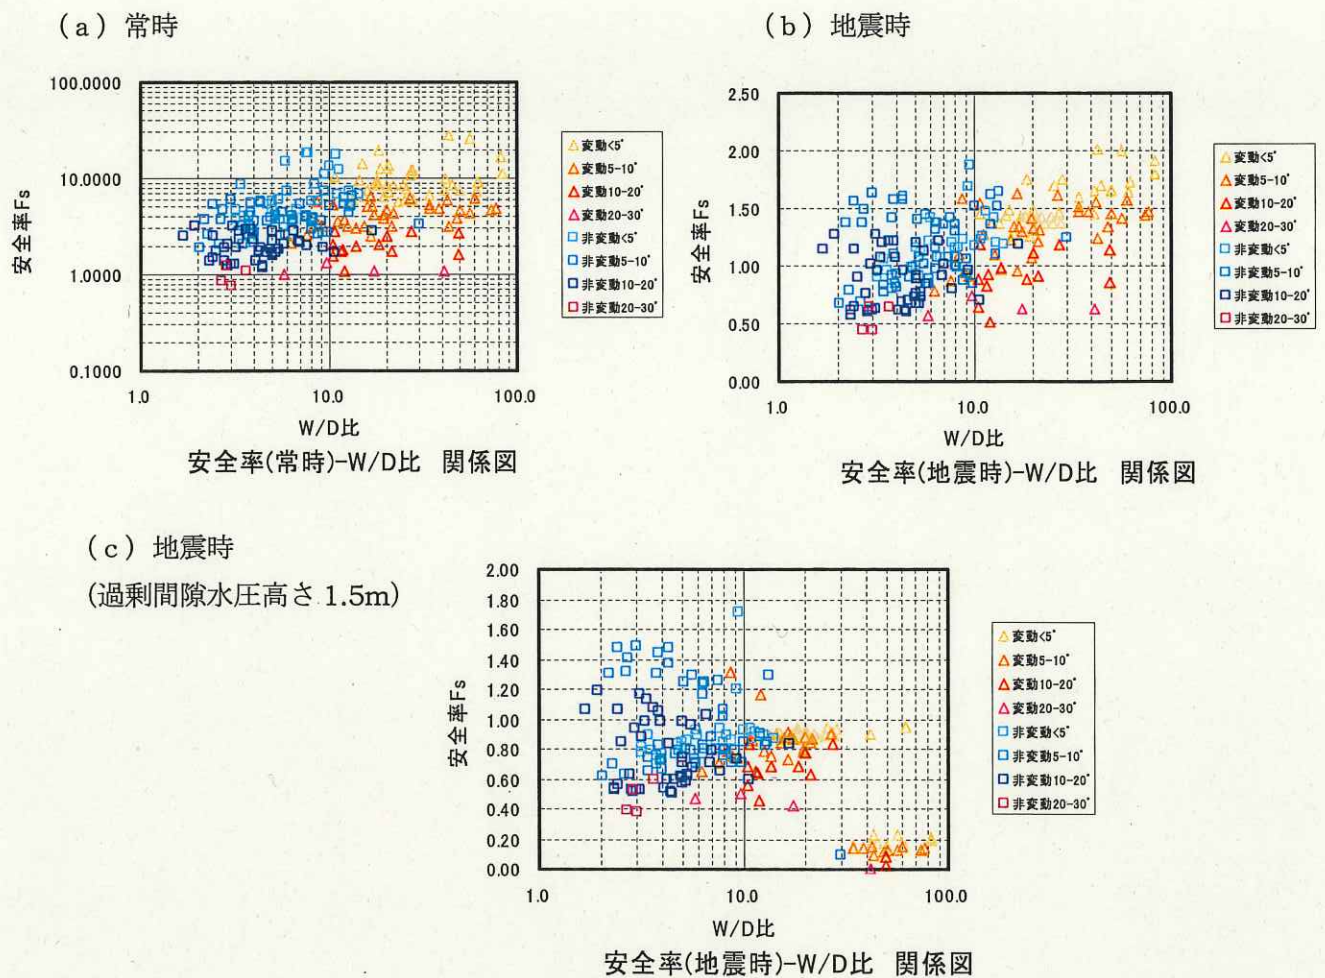 (a) 常時
100.0000
10.0000
1.0000
0.1000
安全率Fs
1.0
10.0
100.0
W/D比
変動<5°
変動5-10°
変動10-20°
変動20-30°
非変動<5°
非変動5-10°
非変動10-20°
非変動20-30°
安全率(常時)-W/D比 関係図
(b) 地震時
2.50
2.00
1.50
1.00
0.50
0.00
安全率Fs
1.0
10.0
100.0
W/D比
変動<5°
変動5-10°
変動10-20°
変動20-30°
非変動<5°
非変動5-10°
非変動10-20°
非変動20-30°
安全率(地震時)-W/D比 関係図
(c) 地震時
(過剰間隙水圧高さ 1.5m)
2.00
1.80
1.60
1.40
1.20
1.00
0.80
0.60
0.40
0.20
0.00
安全率Fs
1.0
10.0
100.0
W/D比
変動<5°
変動5-10°
変動10-20°
変動20-30°
非変動<5°
非変動5-10°
非変動10-20°
非変動20-30°
安全率(地震時)-W/D比 関係図